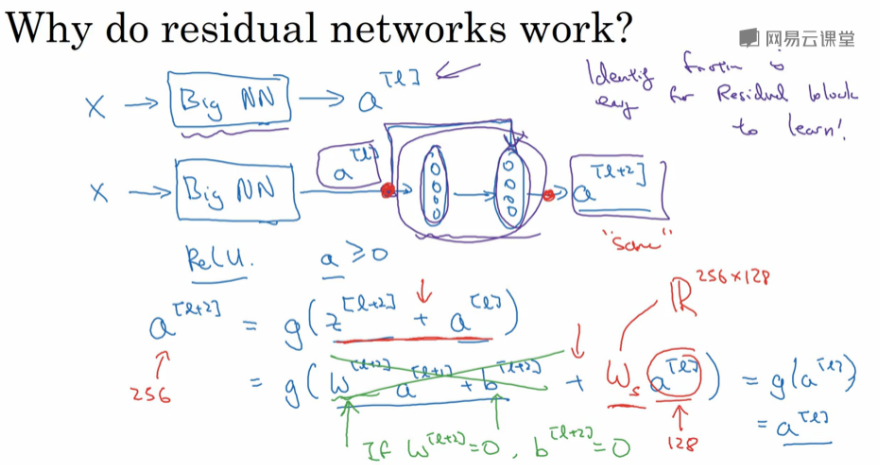 Why do residual networks work?
网易云课堂
X → Big NN → a^[l]
Identity function is
easy for Residual block
to learn!
X → Big NN → a^[l] → a^[l+2]
"same"
ReLU. a ≥ 0
ℝ^256×128
a^[l+2] = g(z^[l+2] + a^[l])
256
= g(W^[l+2] a^[l+1] + b^[l+2] + W_s a^[l]) = g(a^[l])
= a^[l]
128
If W^[l+2]=0, b^[l+2]=0